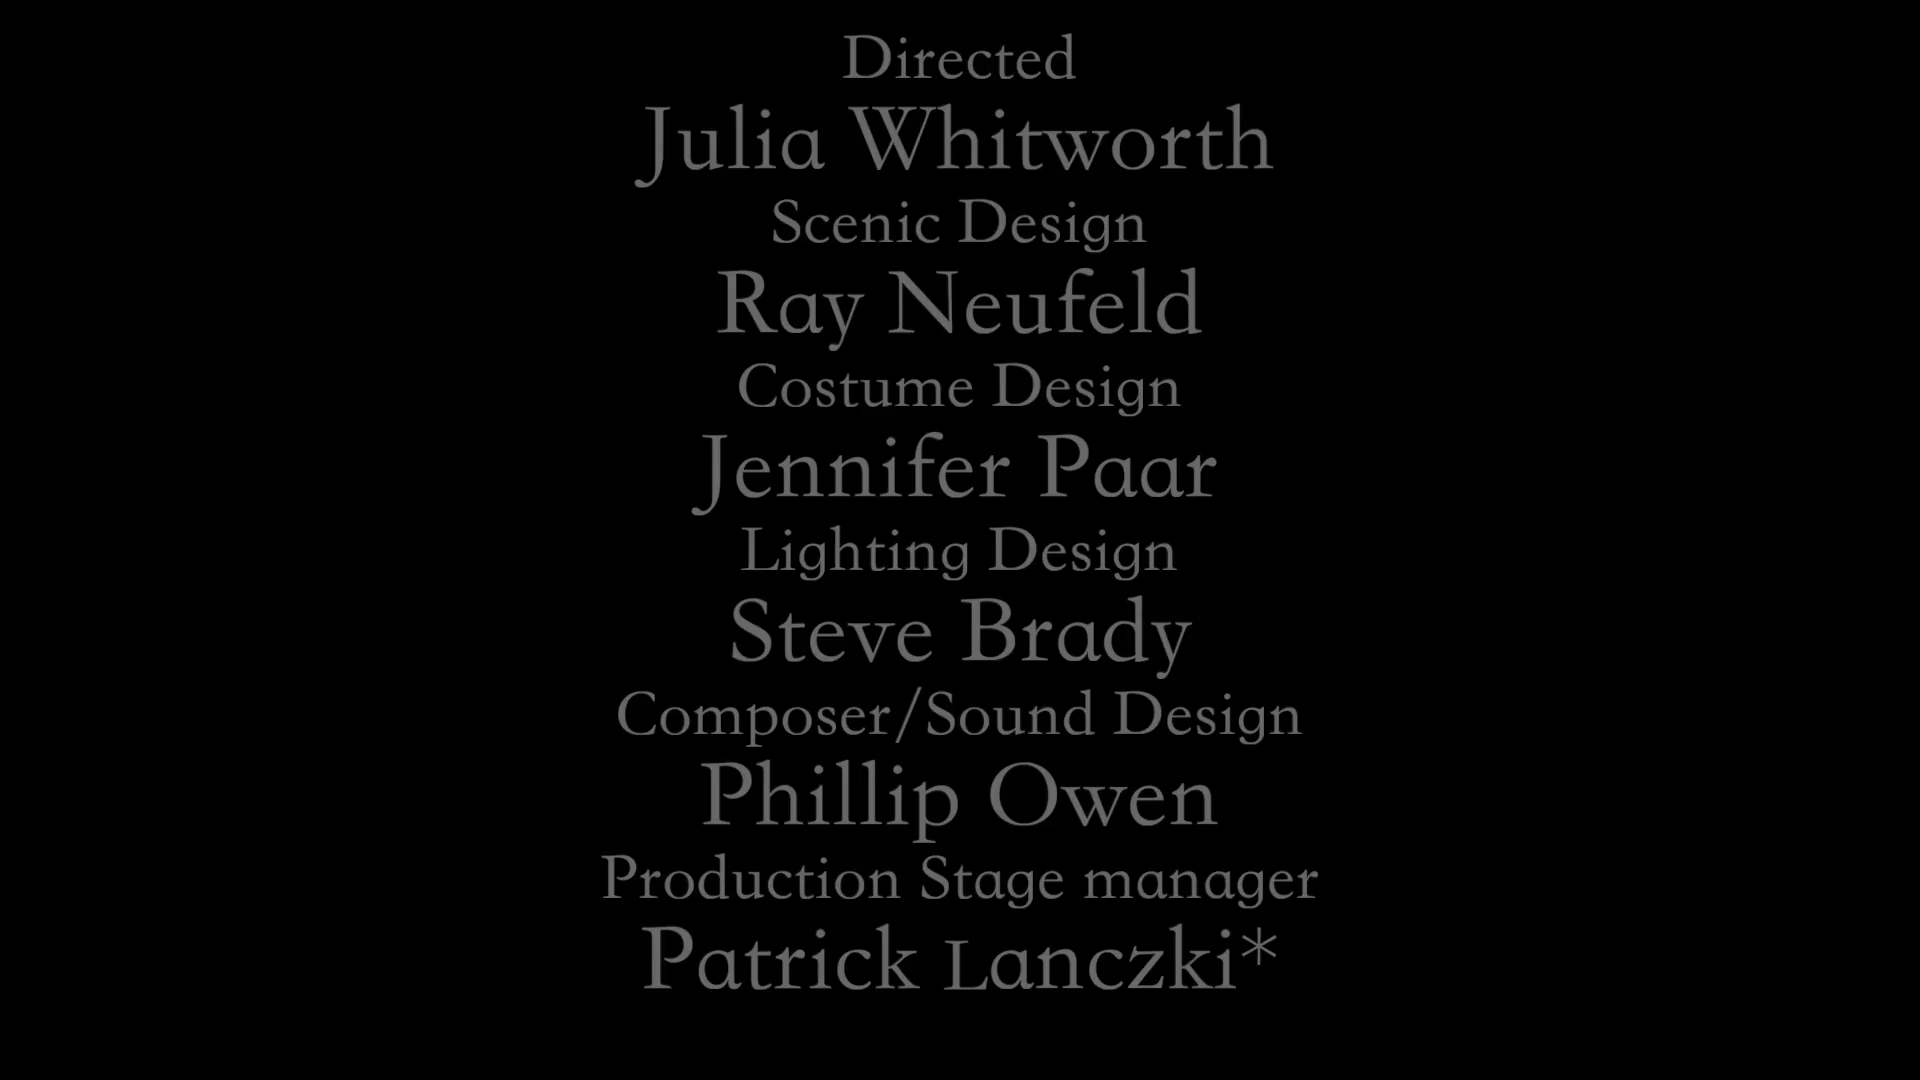 Directed
Julia Whitworth
Scenic Design
Ray Neufeld
Costume Design
Jennifer Paar
Lighting Design
Steve Brady
Composer/Sound Design
Phillip Owen
Production Stage manager
Patrick Lanczki*